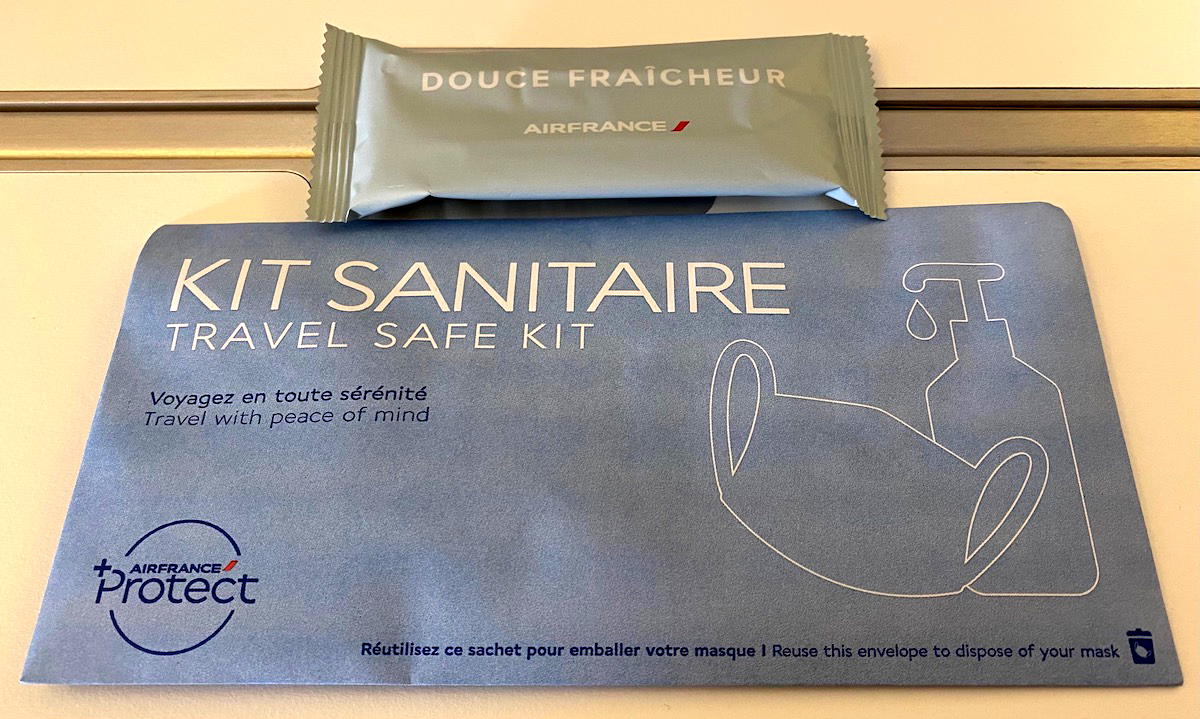 DOUCE FRAÎCHEUR
AIRFRANCE
KIT SANITAIRE
TRAVEL SAFE KIT
Voyagez en toute sérénité
Travel with peace of mind
AIRFRANCE
+Protect
Réutilisez ce sachet pour emballer votre masque I Reuse this envelope to dispose of your mask